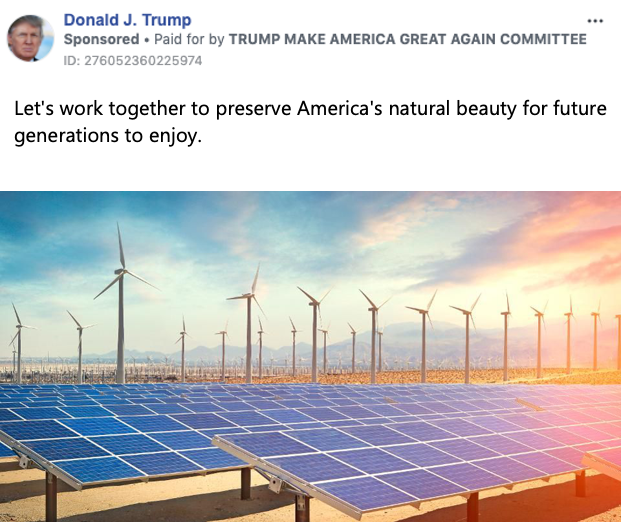 Donald J. Trump
Sponsored • Paid for by TRUMP MAKE AMERICA GREAT AGAIN COMMITTEE
ID: 276052360225974
Let's work together to preserve America's natural beauty for future
generations to enjoy.